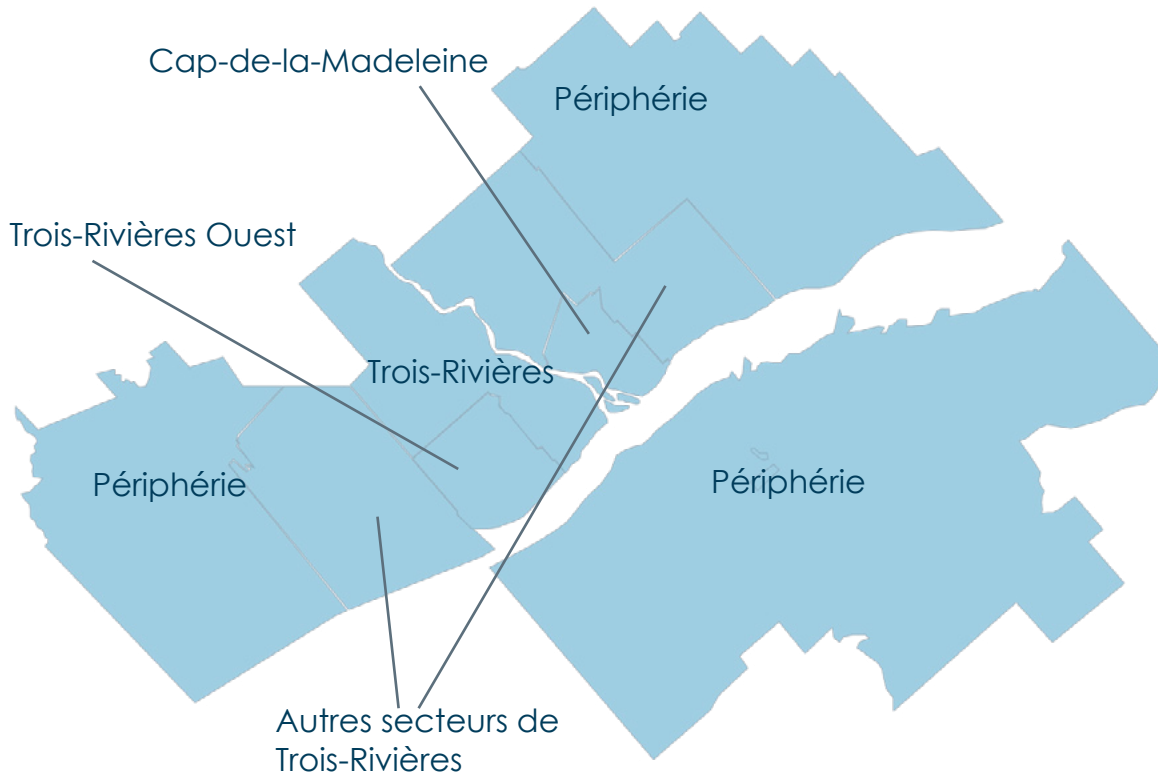 Cap-de-la-Madeleine
Périphérie
Trois-Rivières Ouest
Trois-Rivières
Périphérie
Périphérie
Autres secteurs de
Trois-Rivières